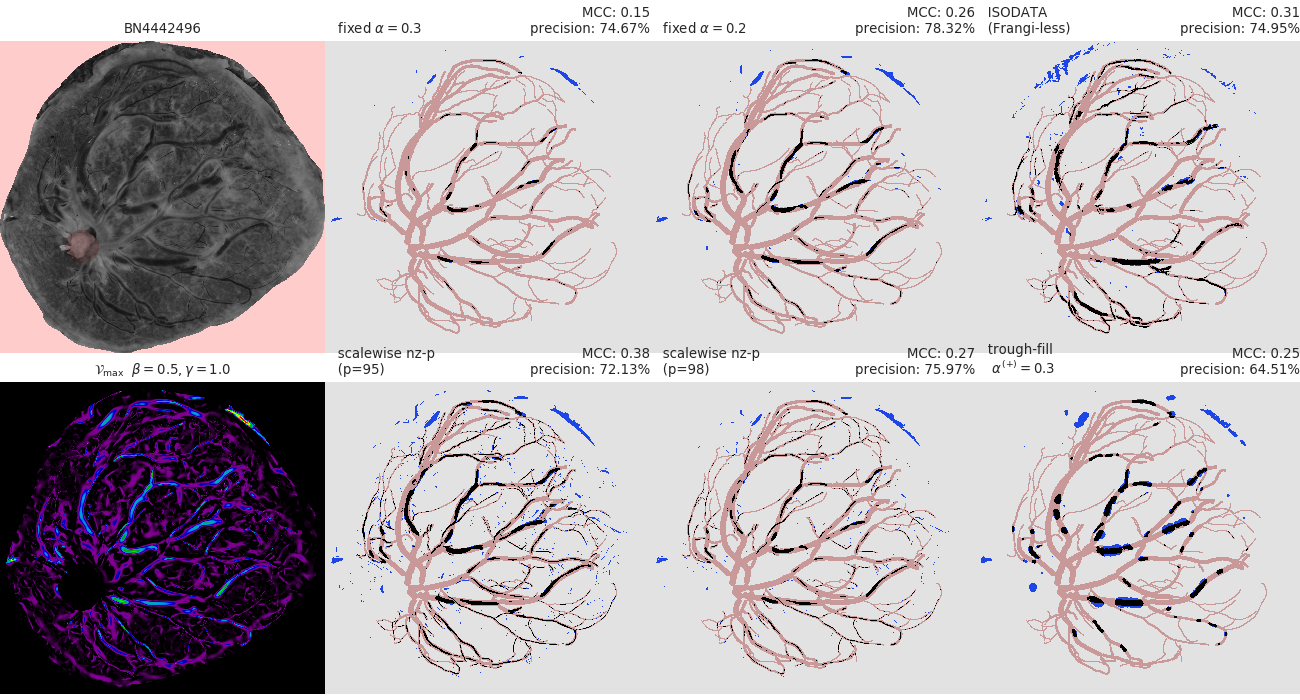 BN4442496
fixed α = 0.3
MCC: 0.15
precision: 74.67%
fixed α = 0.2
MCC: 0.26
precision: 78.32%
ISODATA
(Frangi-less)
MCC: 0.31
precision: 74.95%
𝒱max β = 0.5, γ = 1.0
scalewise nz-p
(p=95)
MCC: 0.38
precision: 72.13%
scalewise nz-p
(p=98)
MCC: 0.27
precision: 75.97%
trough-fill
α(+) = 0.3
MCC: 0.25
precision: 64.51%